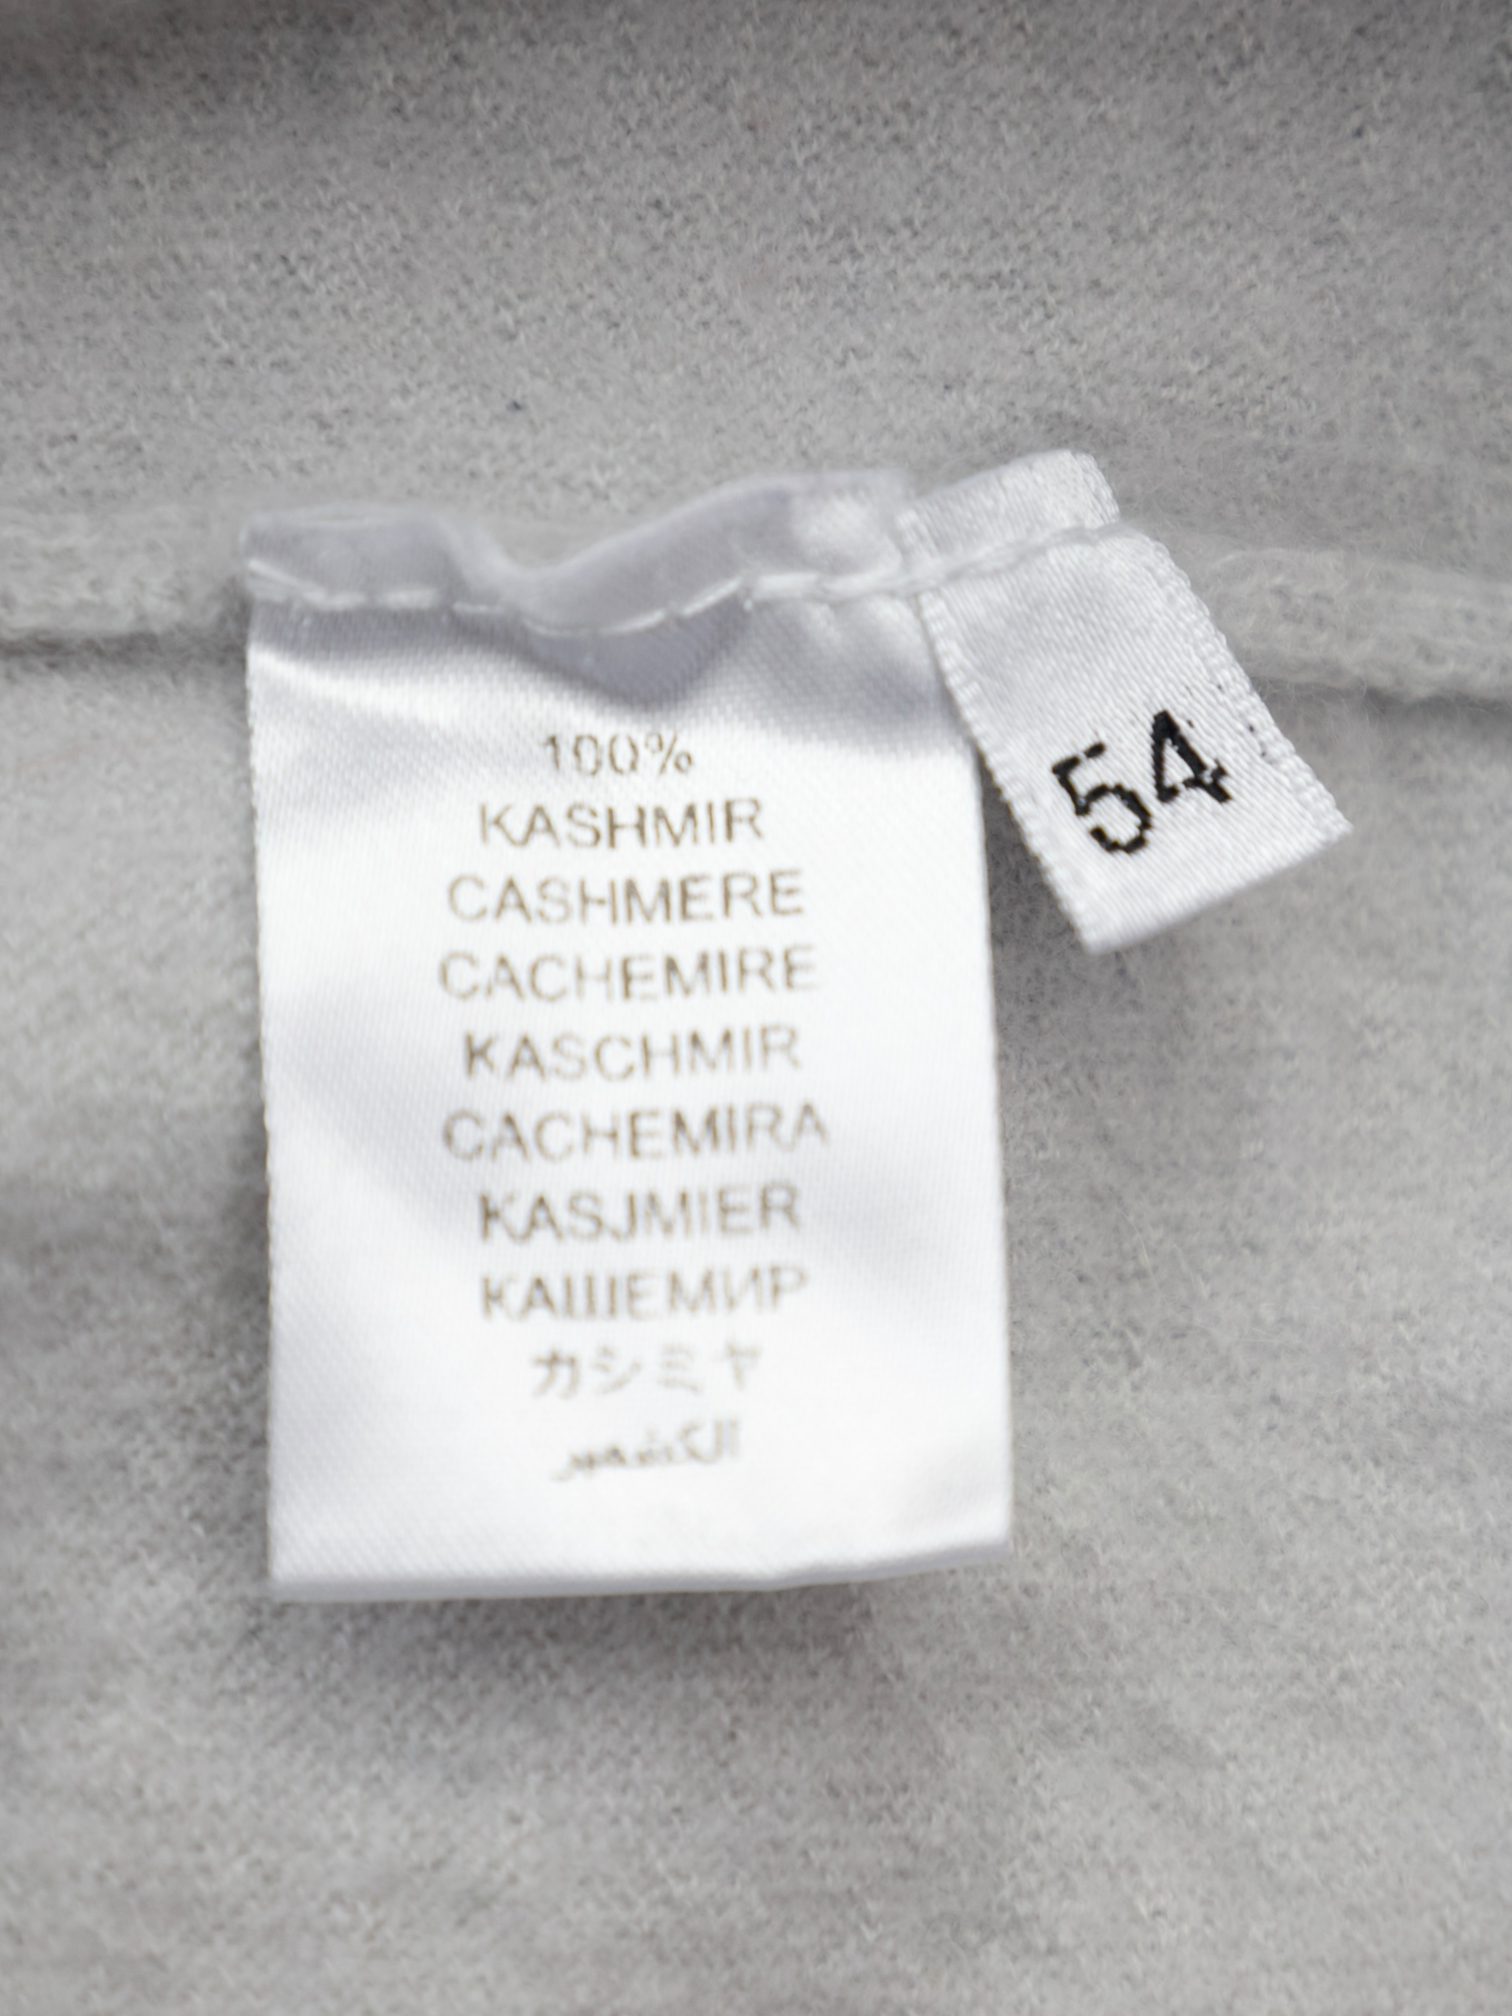 100%
KASHMIR
CASHMERE
CACHEMIRE
KASCHMIR
CACHEMIRA
KASJMIER
КАШЕМИР
カシミヤ
الكشمير
54